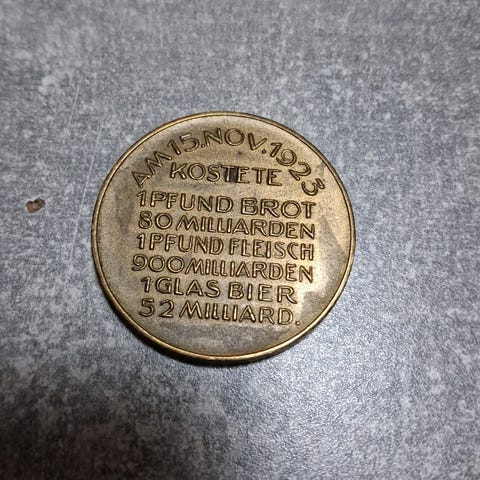 AM 15. NOV. 1923
KOSTETE
1 PFUND BROT
80 MILLIARDEN
1 PFUND FLEISCH
900 MILLIARDEN
1 GLAS BIER
52 MILLIARD.